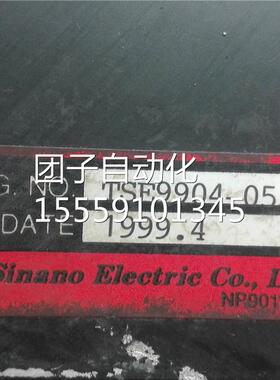 团子自动化
G. NO. TSF9904-05
15559101345
DATE 1999.4
Sinano Electric Co., L
NP901